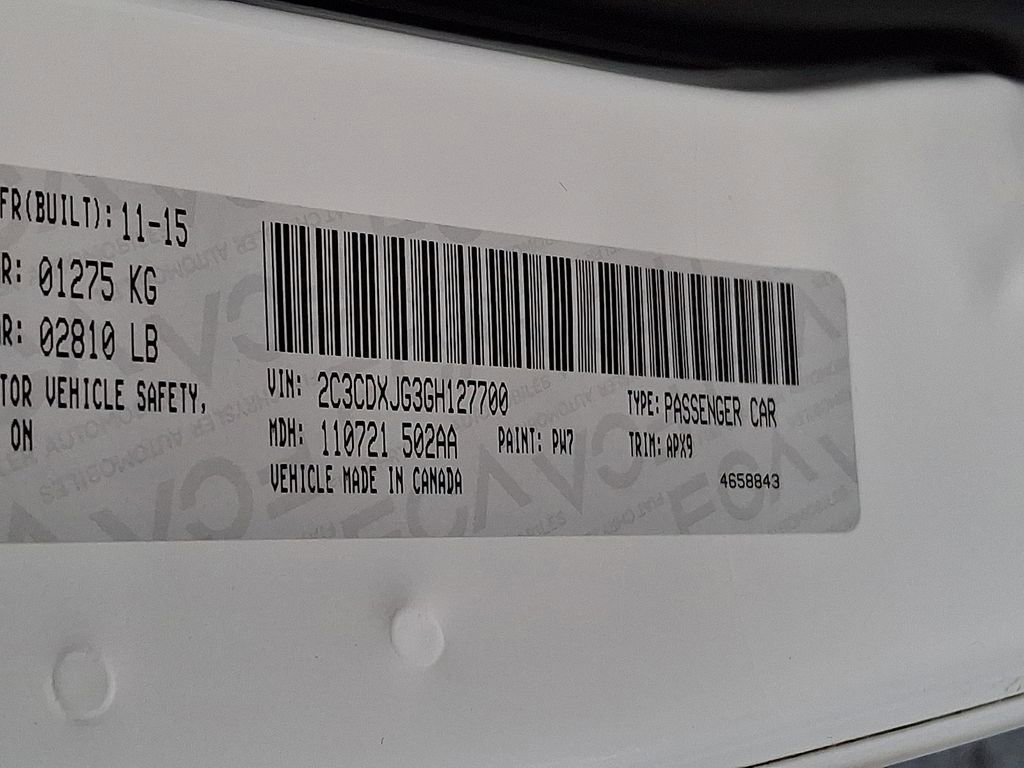 FR(BUILT): 11-15
R: 01275 KG
R: 02810 LB
TOR VEHICLE SAFETY,
ON
VIN: 2C3CDXJG3GH127700
TYPE: PASSENGER CAR
MDH: 110721 502AA PAINT: PW7 TRIM: APX9
VEHICLE MADE IN CANADA 4658843